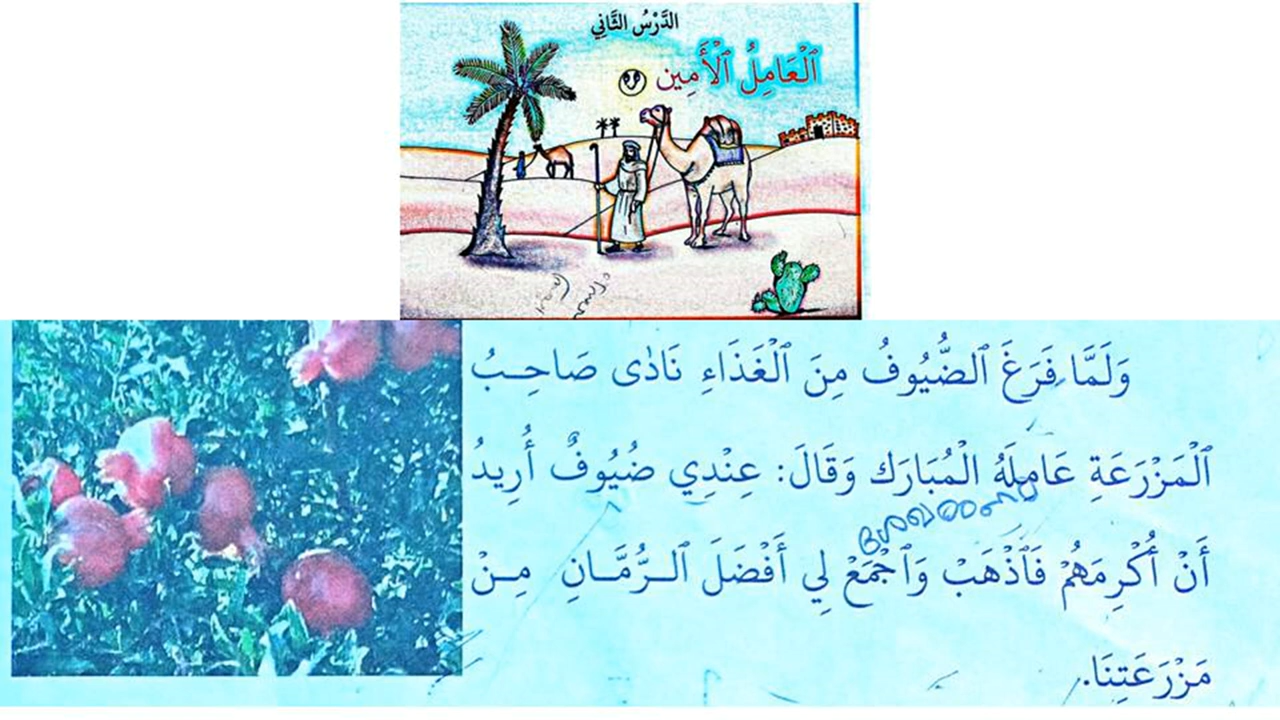 الدَّرْسُ الثَّانِي
ٱلْعَامِلُ ٱلْأَمِين
وَلَمَّا فَرَغَ ٱلضُّيُوفُ مِنَ ٱلْغَذَاءِ نَادٰى صَاحِبُ
ٱلْمَزْرَعَةِ عَامِلَهُ الْمُبَارَك وَقَالَ: عِنْدِي ضُيُوفٌ أُرِيدُ
أَنْ أُكْرِمَهُمْ فَٱذْهَبْ وَٱجْمَعْ لِي أَفْضَلَ ٱلرُّمَّانِ مِنْ
مَزْرَعَتِنَا.